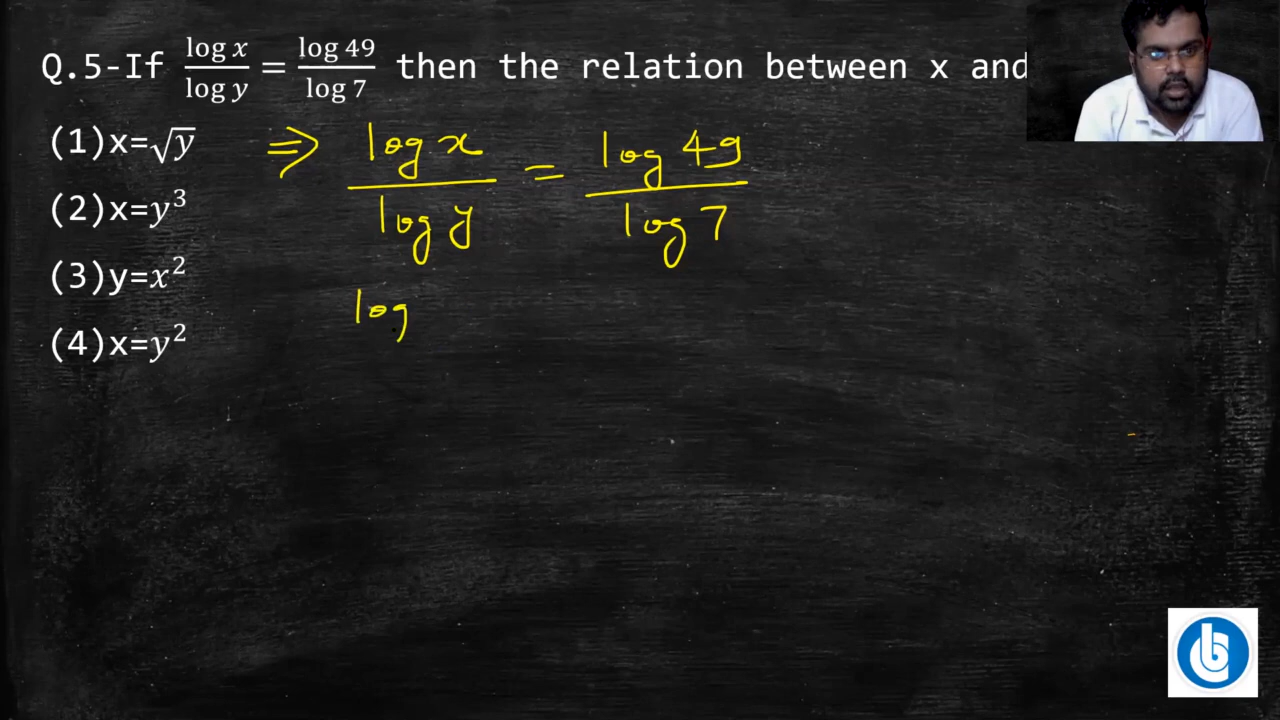 Q.5-If log x / log y = log 49 / log 7 then the relation between x and
(1)x=√y
(2)x=y³
(3)y=x²
(4)x=y²
⇒ log x / log y = log 49 / log 7
log